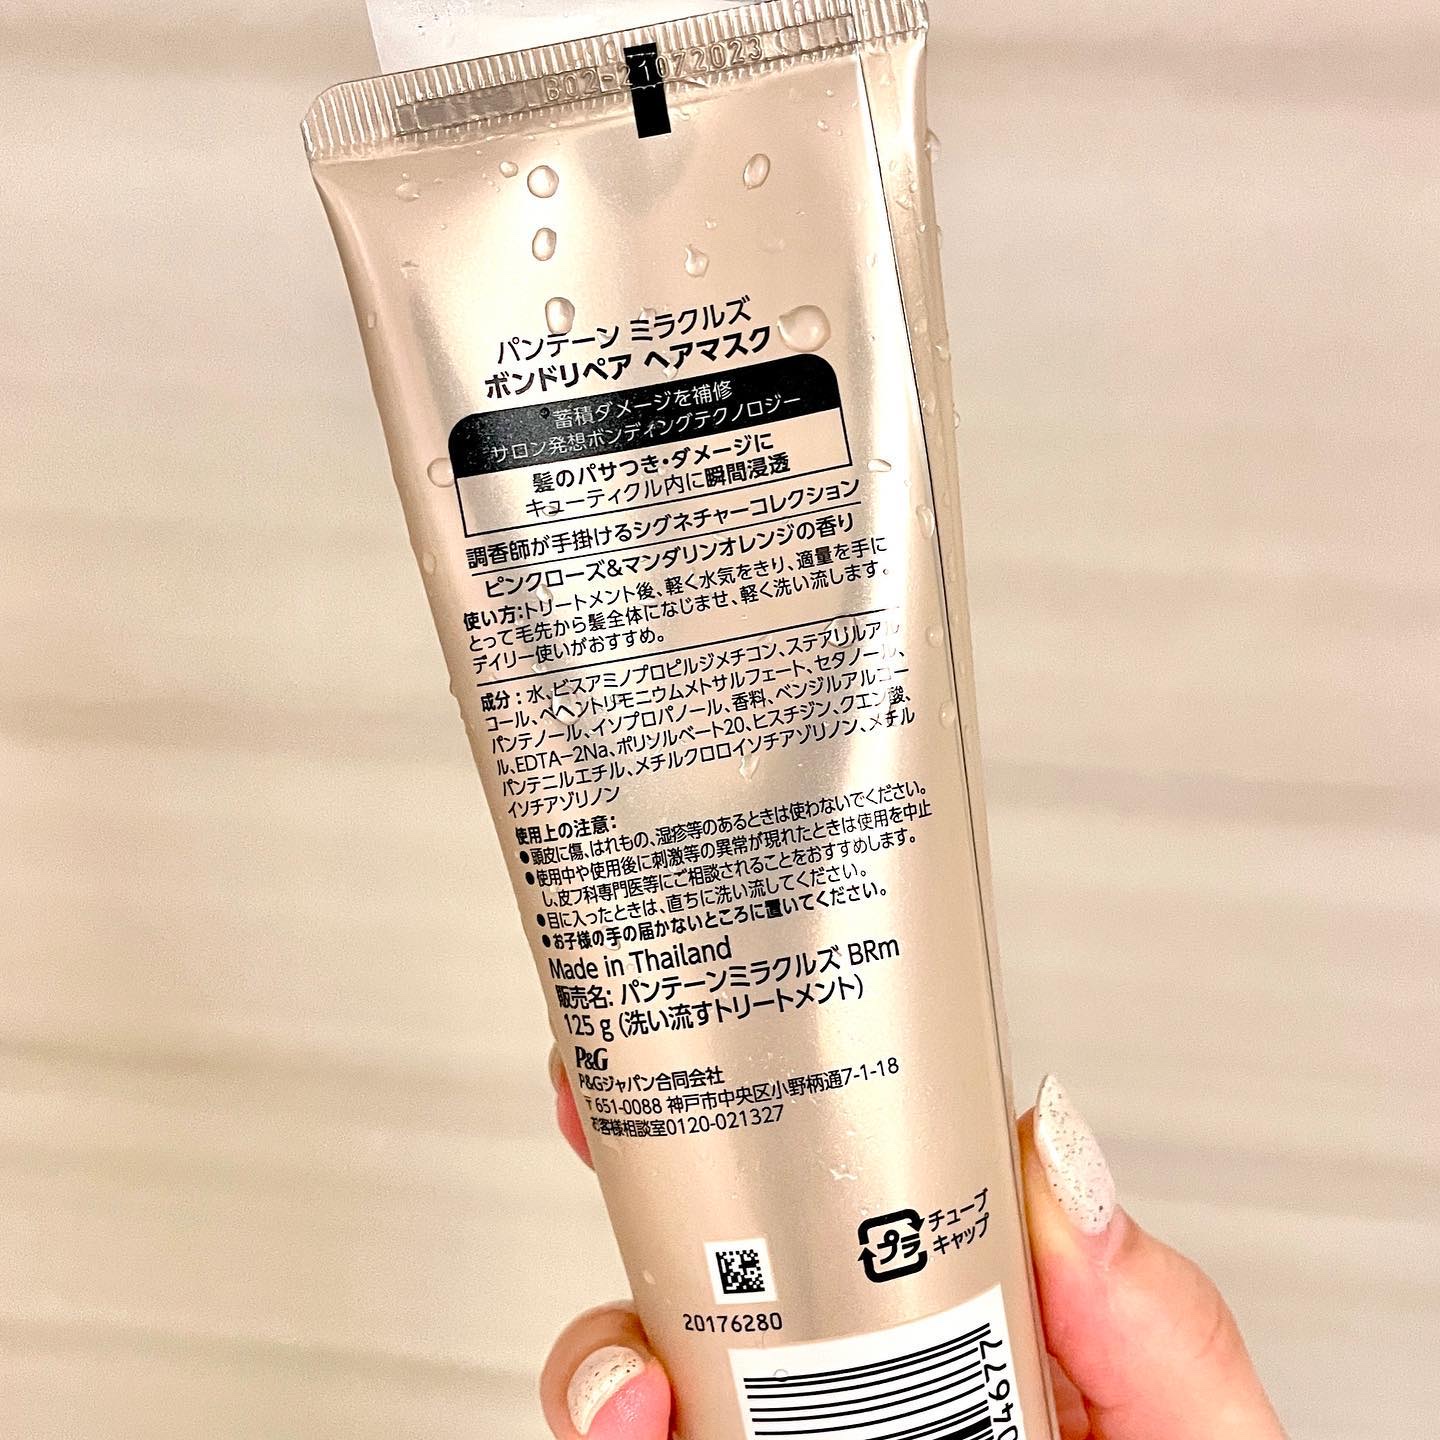 B02-21072023
パンテーン ミラクルズ
ボンドリペア ヘアマスク
蓄積ダメージを補修
サロン発想ボンディングテクノロジー
髪のパサつき・ダメージに
キューティクル内に瞬間浸透
調香師が手掛けるシグネチャーコレクション
ピンクローズ&マンダリンオレンジの香り
使い方:トリートメント後、軽く水気をきり、適量を手に
とって毛先から髪全体になじませ、軽く洗い流します。
デイリー使いがおすすめ。
成分:水、ビスアミノプロピルジメチコン、ステアリルアル
コール、ベヘントリモニウムメトサルフェート、セタノール、
パンテノール、イソプロパノール、香料、ベンジルアルコー
ル、EDTA-2Na、ポリソルベート20、ヒスチジン、クエン酸、
パンテニルエチル、メチルクロロイソチアゾリノン、メチル
イソチアゾリノン
使用上の注意:
●頭皮に傷、はれもの、湿疹等のあるときは使わないでください。
●使用中や使用後に刺激等の異常が現れたときは使用を中止
し、皮フ科専門医等にご相談されることをおすすめします。
●目に入ったときは、直ちに洗い流してください。
●お子様の手の届かないところに置いてください。
Made in Thailand
販売名: パンテーンミラクルズ BRm
125 g (洗い流すトリートメント)
P&G
P&Gジャパン合同会社
〒651-0088 神戸市中央区小野柄通7-1-18
お客様相談室0120-021327
プラ
チューブ
キャップ
20176280
04677